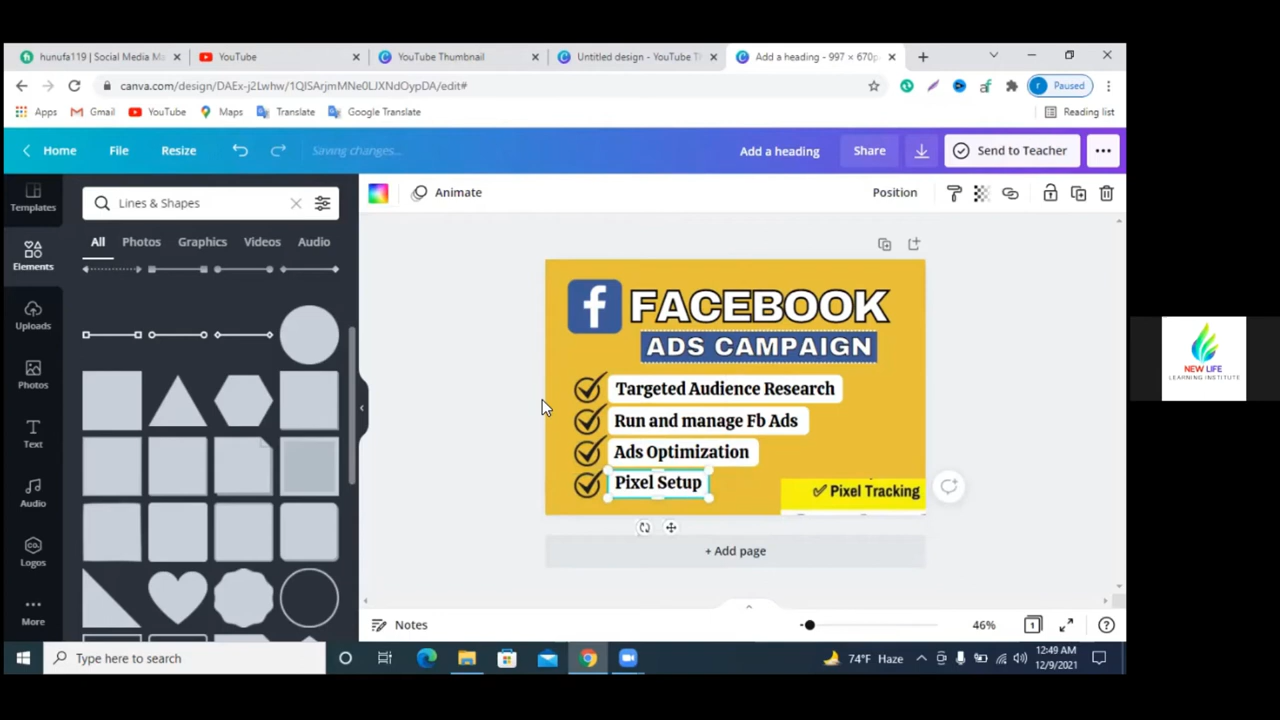 hunufa119 | Social Media Ma
YouTube
YouTube Thumbnail
Untitled design - YouTube Th
Add a heading - 997 × 670p
canva.com/design/DAEx-j2Lwhw/1QISArjmMNe0LJXNdOypDA/edit#
Paused
Apps
Gmail
YouTube
Maps
Translate
Google Translate
Reading list
Home
File
Resize
Saving changes...
Add a heading
Share
Send to Teacher
Templates
Elements
Uploads
Photos
Text
Audio
Logos
More
Lines & Shapes
All
Photos
Graphics
Videos
Audio
Animate
Position
f FACEBOOK
ADS CAMPAIGN
Targeted Audience Research
Run and manage Fb Ads
Ads Optimization
Pixel Setup
✅ Pixel Tracking
+ Add page
NEW LIFE
LEARNING INSTITUTE
Notes
46%
1
Type here to search
74°F Haze
12:49 AM
12/9/2021